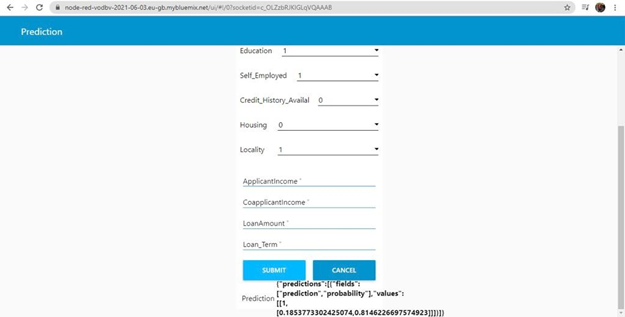 node-red-vodbv-2021-06-03.eu-gb.mybluemix.net/ui/#!/0?socketid=c_OLZzbRJKIGLqVQAAAB
Prediction
Education 1
Self_Employed 1
Credit_History_Availal 0
Housing 0
Locality 1
ApplicantIncome *
CoapplicantIncome *
LoanAmount *
Loan_Term *
SUBMIT CANCEL
Prediction
{"predictions":[{"fields":
["prediction","probability"],"values":
[[1,
[0.1853773302425074,0.8146226697574923]]]}]}